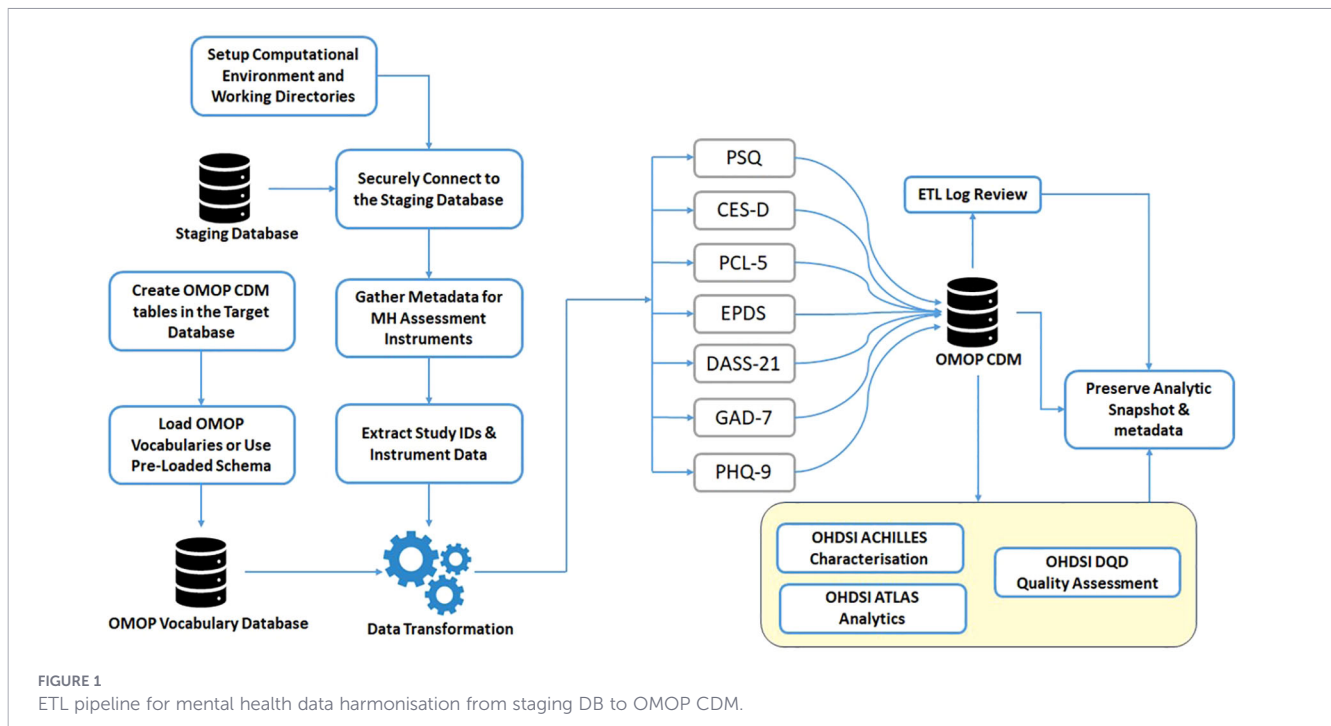 Setup Computational
Environment and
Working Directories
Securely Connect to
the Staging Database
Staging Database
Create OMOP CDM
tables in the Target
Database
Gather Metadata for
MH Assessment
Instruments
Load OMOP
Vocabularies or Use
Pre-Loaded Schema
Extract Study IDs &
Instrument Data
OMOP Vocabulary Database
Data Transformation
PSQ
CES-D
PCL-5
EPDS
DASS-21
GAD-7
PHQ-9
ETL Log Review
OMOP CDM
Preserve Analytic
Snapshot &
metadata
OHDSI ACHILLES
Characterisation
OHDSI ATLAS
Analytics
OHDSI DQD
Quality Assessment
FIGURE 1
ETL pipeline for mental health data harmonisation from staging DB to OMOP CDM.